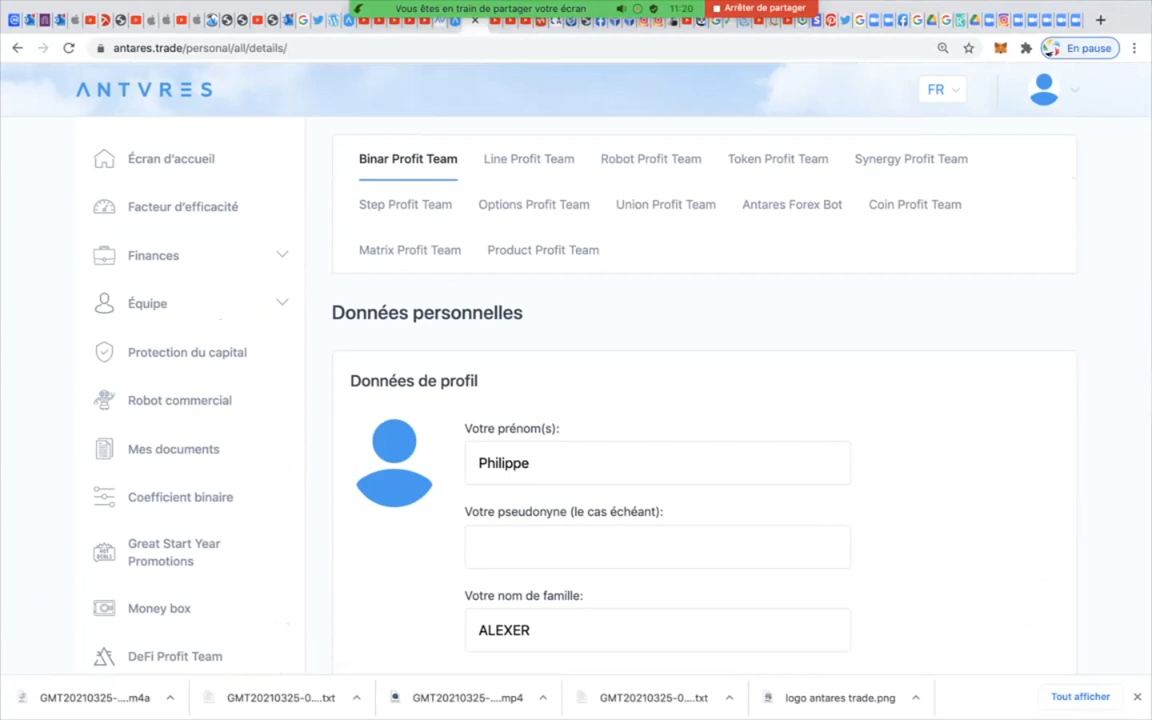 Vous êtes en train de partager votre écran
11:20
Arrêter de partager
antares.trade/personal/all/details/
En pause
ANTVRES
FR
Écran d'accueil
Facteur d'efficacité
Finances
Équipe
Protection du capital
Robot commercial
Mes documents
Coefficient binaire
Great Start Year
Promotions
Money box
DeFi Profit Team
Binar Profit Team Line Profit Team Robot Profit Team Token Profit Team Synergy Profit Team
Step Profit Team Options Profit Team Union Profit Team Antares Forex Bot Coin Profit Team
Matrix Profit Team Product Profit Team
Données personnelles
Données de profil
Votre prénom(s):
Philippe
Votre pseudonyne (le cas échéant):
Votre nom de famille:
ALEXER
GMT20210325-....m4a GMT20210325-0....txt GMT20210325-....mp4 GMT20210325-0....txt logo antares trade.png Tout afficher